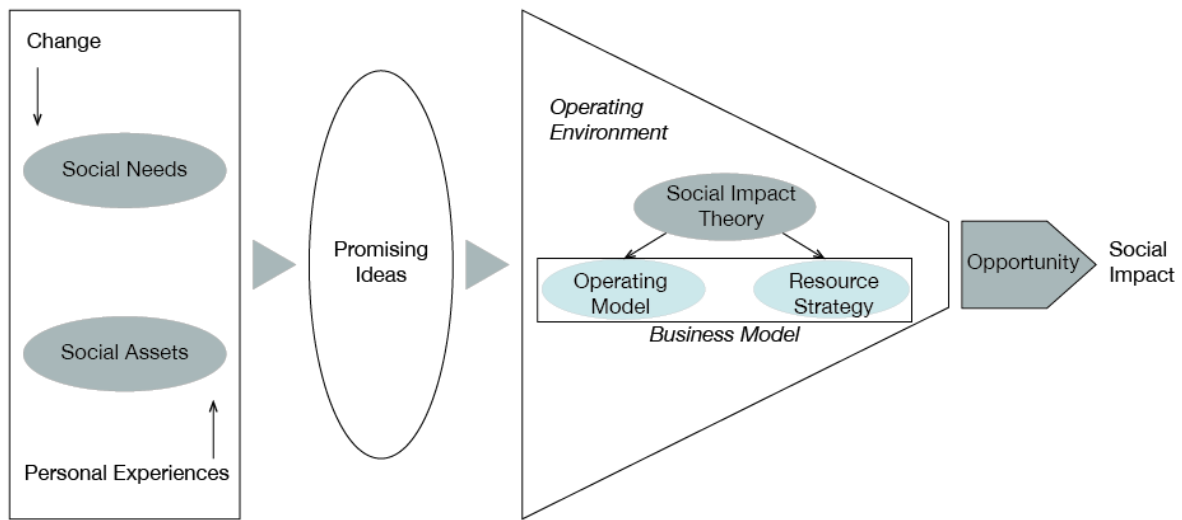 Change
Social Needs
Social Assets
Personal Experiences
Promising
Ideas
Operating
Environment
Social Impact
Theory
Operating
Model
Resource
Strategy
Business Model
Opportunity
Social
Impact